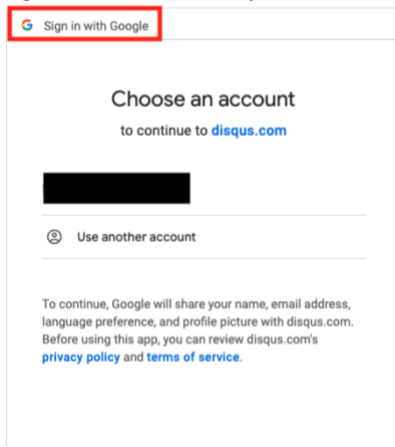 Sign in with Google
Choose an account
to continue to disqus.com
Use another account
To continue, Google will share your name, email address,
language preference, and profile picture with disqus.com.
Before using this app, you can review disqus.com's
privacy policy and terms of service.